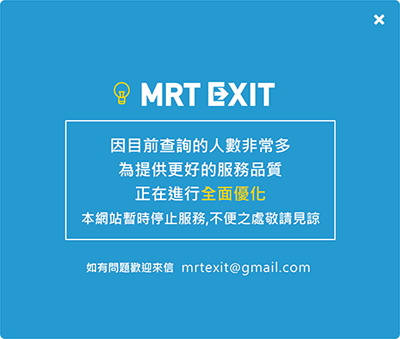 MRT EXIT
因目前查詢的人數非常多
為提供更好的服務品質
正在進行全面優化
本網站暫時停止服務,不便之處敬請見諒
如有問題歡迎來信 mrtexit@gmail.com